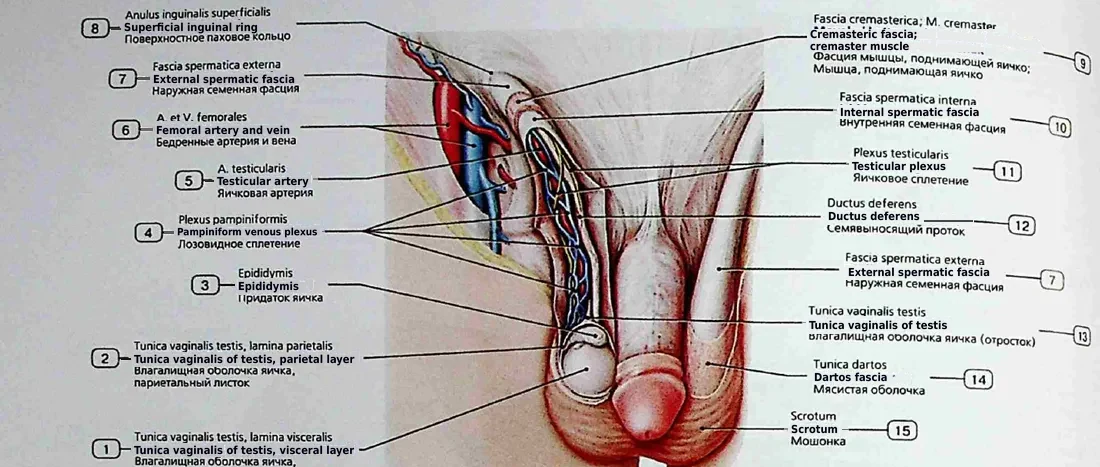 Anulus inguinalis superficialis
8
Superficial inguinal ring
Поверхностное паховое кольцо
Fascia spermatica externa
7
External spermatic fascia
Наружная семенная фасция
A. et V. femorales
6
Femoral artery and vein
Бедренные артерия и вена
A. testicularis
5
Testicular artery
Яичковая артерия
Plexus pampiniformis
4
Pampiniform venous plexus
Лозовидное сплетение
Epididymis
3
Epididymis
Придаток яичка
Tunica vaginalis testis, lamina parietalis
2
Tunica vaginalis of testis, parietal layer
Влагалищная оболочка яичка,
париетальный листок
Tunica vaginalis testis, lamina visceralis
1
Tunica vaginalis of testis, visceral layer
Влагалищная оболочка яичка,
Fascia cremasterica; M. cremaster
Cremasteric fascia;
cremaster muscle
9
Фасция мышцы, поднимающей яичко;
Мышца, поднимающая яичко
Fascia spermatica interna
Internal spermatic fascia
10
Внутренняя семенная фасция
Plexus testicularis
Testicular plexus
11
Яичковое сплетение
Ductus deferens
Ductus deferens
12
Семявыносящий проток
Fascia spermatica externa
External spermatic fascia
7
Наружная семенная фасция
Tunica vaginalis testis
Tunica vaginalis of testis
13
Влагалищная оболочка яичка (отросток)
Tunica dartos
Dartos fascia
14
Мясистая оболочка
Scrotum
Scrotum
15
Мошонка